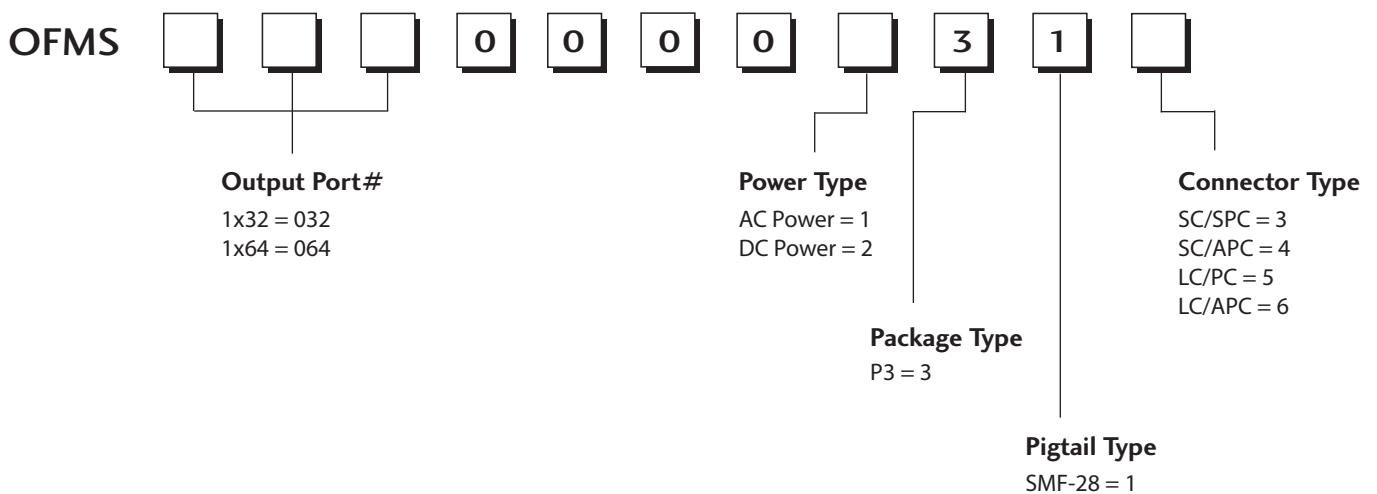 OFMS 0 0 0 0 3 1
Output Port#
1x32 = 032
1x64 = 064
Power Type
AC Power = 1
DC Power = 2
Package Type
P3 = 3
Pigtail Type
SMF-28 = 1
Connector Type
SC/SPC = 3
SC/APC = 4
LC/PC = 5
LC/APC = 6